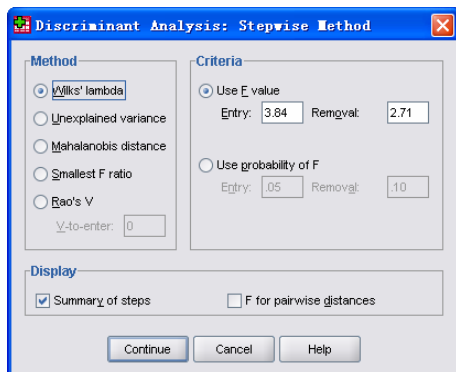 Discriminant Analysis: Stepwise Method
Method
Wilks' lambda
Unexplained variance
Mahalanobis distance
Smallest F ratio
Rao's V
V-to-enter: 0
Criteria
Use F value
Entry: 3.84 Removal: 2.71
Use probability of F
Entry: .05 Removal: .10
Display
Summary of steps
F for pairwise distances
Continue Cancel Help